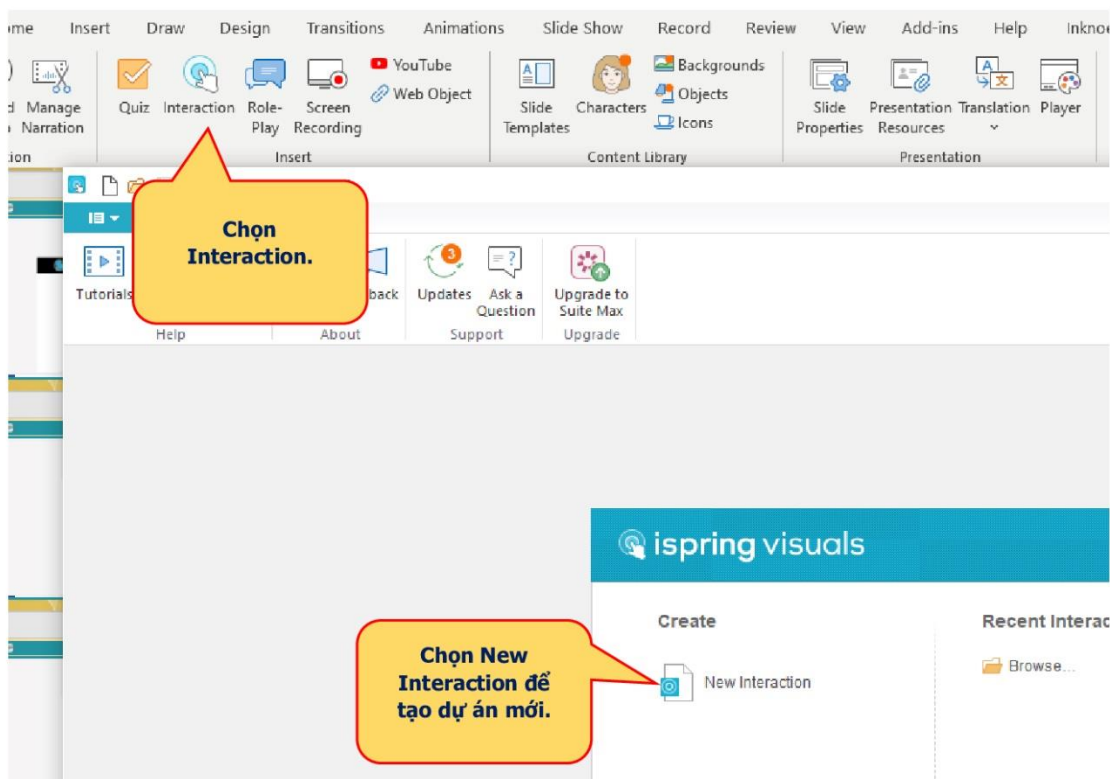 Insert Draw Design Transitions Animations Slide Show Record Review View Add-ins Help
Manage Narration
Quiz
Interaction
Role-Play
Screen Recording
YouTube
Web Object
Insert
Slide Templates
Characters
Backgrounds
Objects
Icons
Content Library
Slide Properties
Presentation Resources
Translation
Player
Presentation
Chọn
Interaction.
Tutorials
Updates
3
Ask a
Question
Upgrade to
Suite Max
Help About Support Upgrade
ispring visuals
Create
New Interaction
Recent
Browse...
Chọn New
Interaction để
tạo dự án mới.